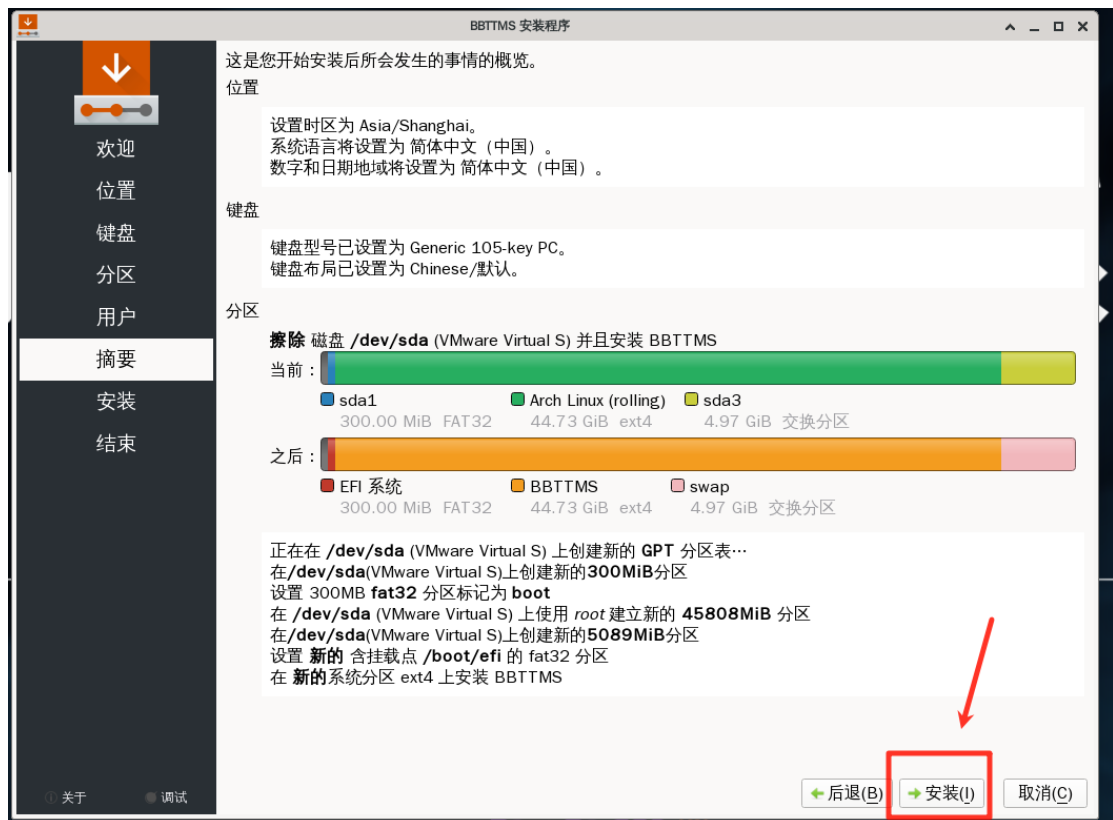 BBTTMS 安装程序
欢迎
位置
键盘
分区
用户
摘要
安装
结束
关于
调试
这是您开始安装后所会发生的事情的概览。
位置
设置时区为 Asia/Shanghai。
系统语言将设置为 简体中文（中国）。
数字和日期地域将设置为 简体中文（中国）。
键盘
键盘型号已设置为 Generic 105-key PC。
键盘布局已设置为 Chinese/默认。
分区
擦除 磁盘 /dev/sda (VMware Virtual S) 并且安装 BBTTMS
当前：
sda1 Arch Linux (rolling) sda3
300.00 MiB FAT32 44.73 GiB ext4 4.97 GiB 交换分区
之后：
EFI 系统 BBTTMS swap
300.00 MiB FAT32 44.73 GiB ext4 4.97 GiB 交换分区
正在在 /dev/sda (VMware Virtual S) 上创建新的 GPT 分区表…
在/dev/sda(VMware Virtual S)上创建新的300MiB分区
设置 300MB fat32 分区标记为 boot
在 /dev/sda (VMware Virtual S) 上使用 root 建立新的 45808MiB 分区
在/dev/sda(VMware Virtual S)上创建新的5089MiB分区
设置 新的 含挂载点 /boot/efi 的 fat32 分区
在 新的系统分区 ext4 上安装 BBTTMS
后退(B) 安装(I) 取消(C)